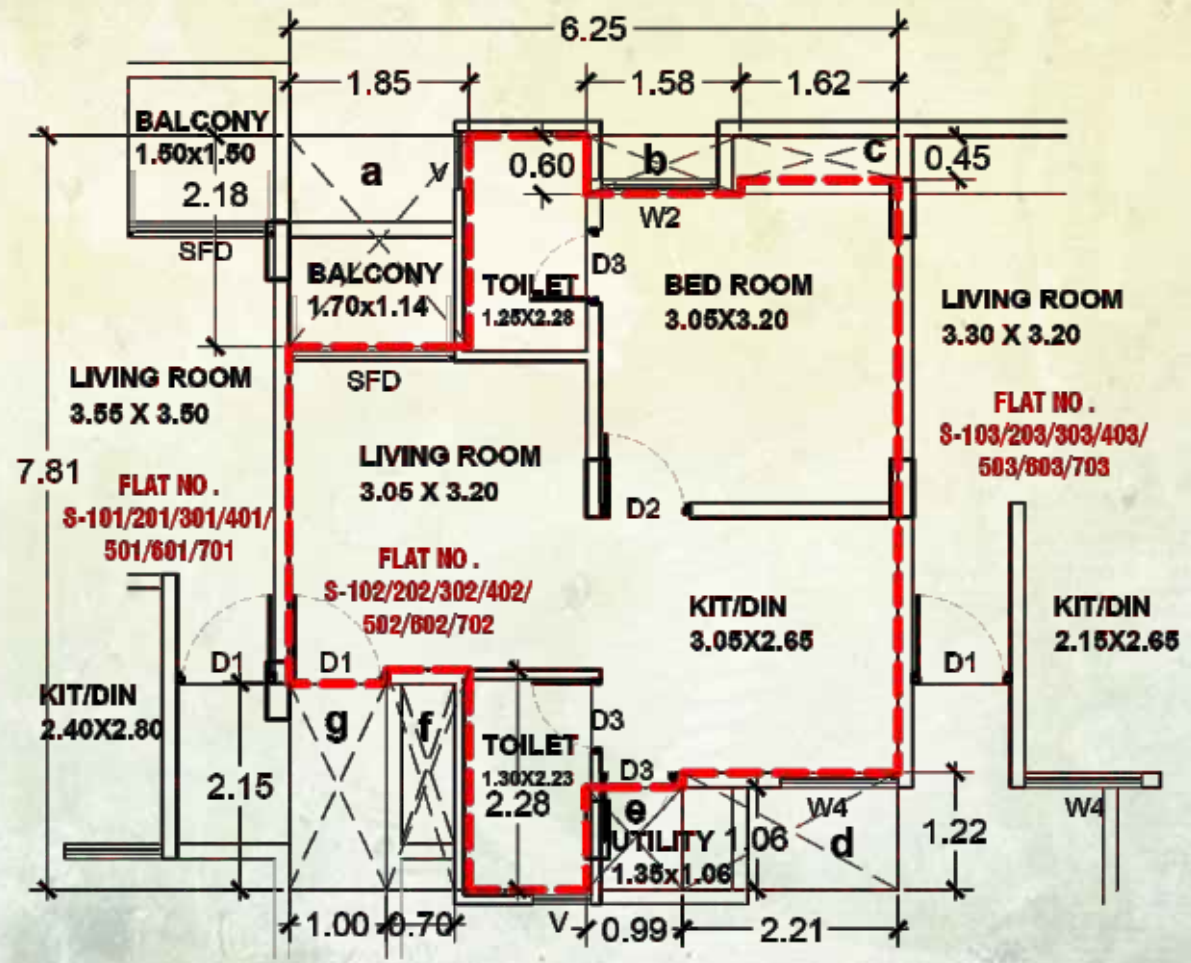 6.25
1.85
1.58
1.62
BALCONY
1.50x1.50
2.18
a
V
0.60
b
c
0.45
SFD
W2
BALCONY
1.70x1.14
TOILET
1.25X2.28
D3
BED ROOM
3.05X3.20
LIVING ROOM
3.30 X 3.20
LIVING ROOM
3.55 X 3.50
SFD
FLAT NO .
S-103/203/303/403/
503/603/703
7.81
LIVING ROOM
3.05 X 3.20
FLAT NO .
S-101/201/301/401/
501/601/701
D2
FLAT NO .
S-102/202/302/402/
502/602/702
KIT/DIN
3.05X2.65
KIT/DIN
2.15X2.65
D1
D1
D1
KIT/DIN
2.40X2.80
g
f
TOILET
1.30X2.23
2.28
D3
D3
2.15
e
UTILITY
1.35x1.06
1.06
W4
d
1.22
W4
1.00
0.70
V
0.99
2.21